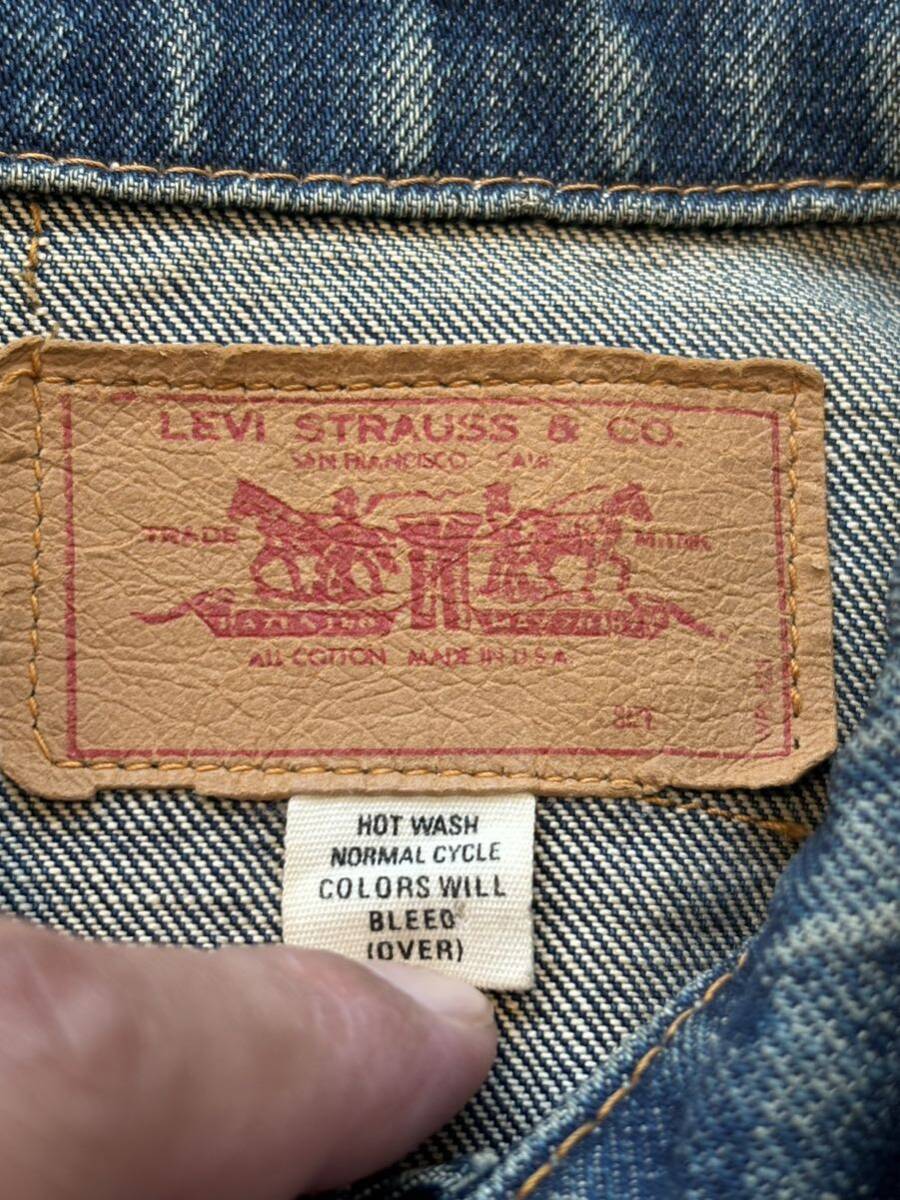 LEVI STRAUSS & CO.
SAN FRANCISCO, CALIF.
TRADE MARK
ALL COTTON MADE IN U.S.A.
HOT WASH
NORMAL CYCLE
COLORS WILL
BLEED
(OVER)